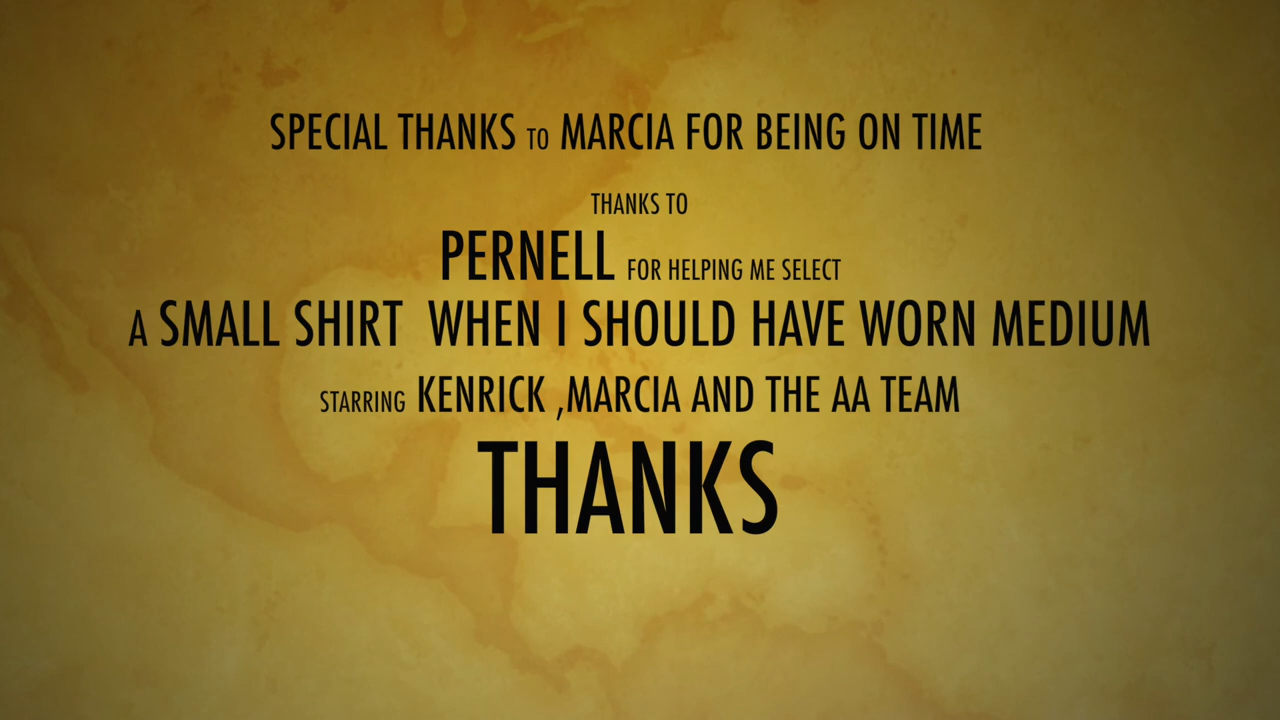 SPECIAL THANKS TO MARCIA FOR BEING ON TIME
THANKS TO
PERNELL FOR HELPING ME SELECT
A SMALL SHIRT  WHEN I SHOULD HAVE WORN MEDIUM
STARRING KENRICK ,MARCIA AND THE AA TEAM
THANKS